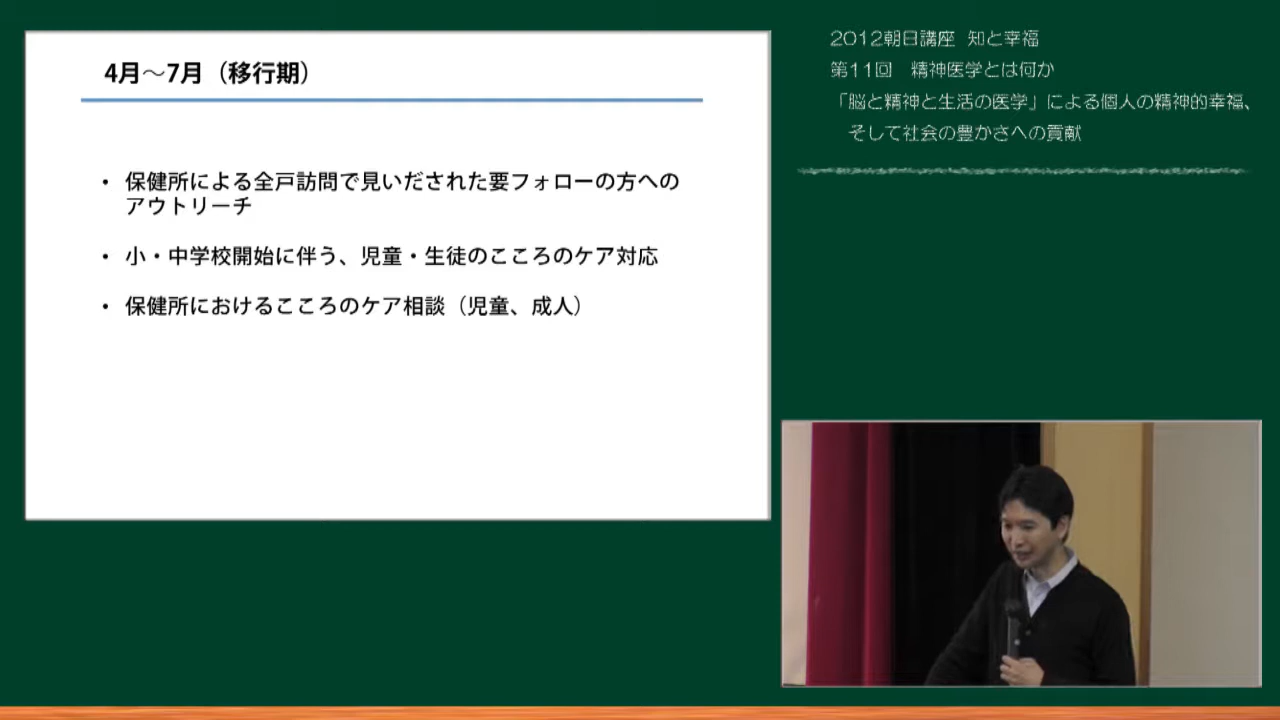 4月～7月（移行期）
・ 保健所による全戸訪問で見いだされた要フォローの方への
アウトリーチ
・ 小・中学校開始に伴う、児童・生徒のこころのケア対応
・ 保健所におけるこころのケア相談（児童、成人）
2012朝日講座 知と幸福
第11回　精神医学とは何か
「脳と精神と生活の医学」による個人の精神的幸福、
そして社会の豊かさへの貢献